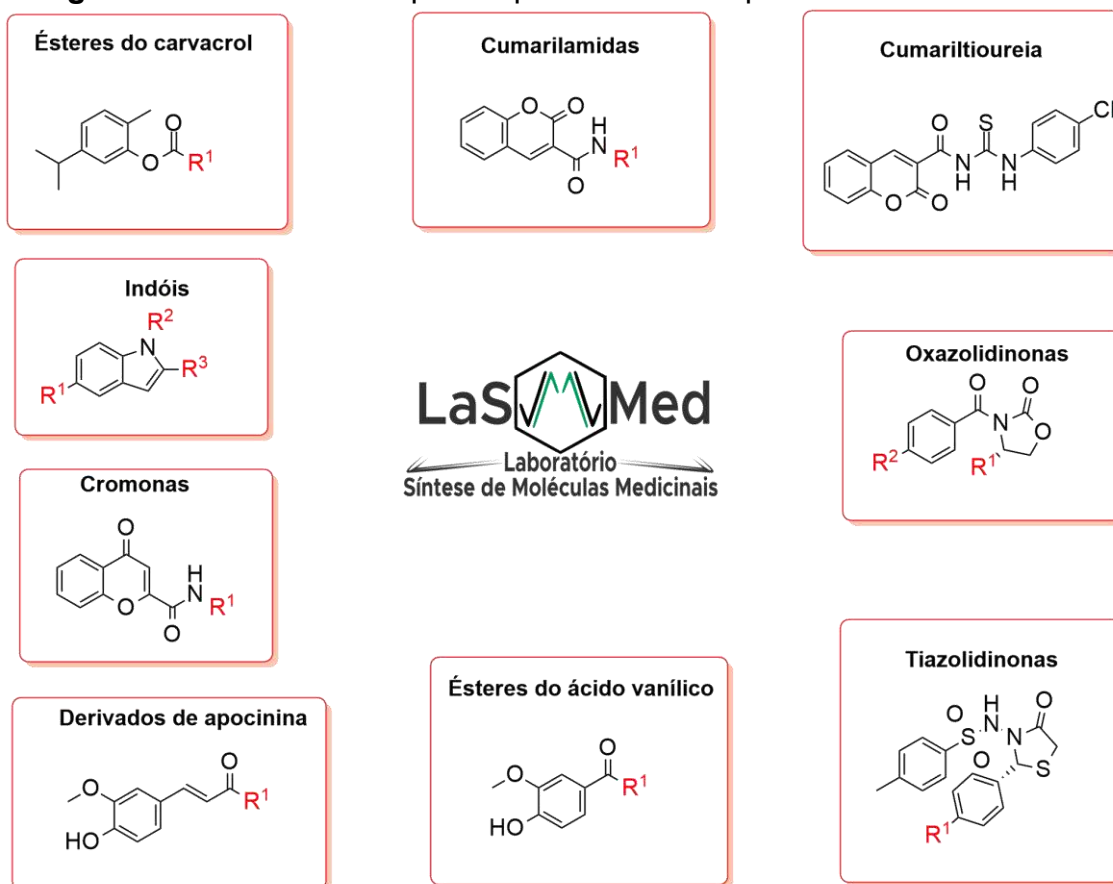 Ésteres do carvacrol
O
O
R¹
Cumarilamidas
O
O
H
N
R¹
O
Cumariltioureia
O
S
Cl
N
H
N
H
O
O
Indóis
R²
N
R¹
R³
LaS Med
Laboratório
Síntese de Moléculas Medicinais
Oxazolidinonas
O
O
N
O
R²
R¹
Cromonas
O
H
N
R¹
O
O
Derivados de apocinina
O
O
R¹
HO
Ésteres do ácido vanílico
O
O
R¹
HO
Tiazolidinonas
H
O
O
N
S
N
O
S
R¹